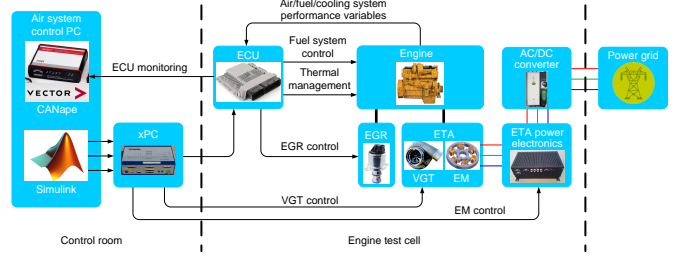 Air/fuel/cooling system
performance variables
Air system
control PC
ECU
Fuel system
control
Engine
AC/DC
converter
Power grid
ECU monitoring
Thermal
management
VECTOR
CANape
xPC
EGR
ETA
ETA power
electronics
EGR control
Simulink
VGT
EM
VGT control
EM control
Control room
Engine test cell